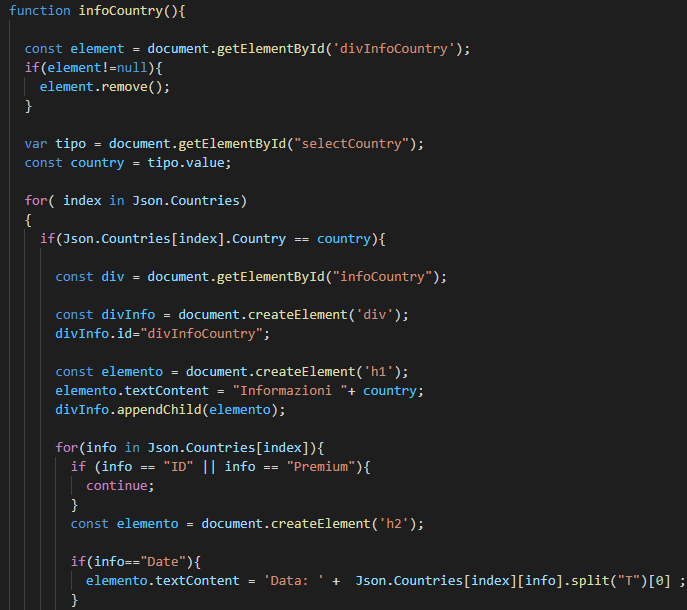 function infoCountry(){
const element = document.getElementById('divInfoCountry');
if(element!=null){
element.remove();
}
var tipo = document.getElementById("selectCountry");
const country = tipo.value;
for( index in Json.Countries)
{
if(Json.Countries[index].Country == country){
const div = document.getElementById("infoCountry");
const divInfo = document.createElement('div');
divInfo.id="divInfoCountry";
const elemento = document.createElement('h1');
elemento.textContent = "Informazioni "+ country;
divInfo.appendChild(elemento);
for(info in Json.Countries[index]){
if (info == "ID" || info == "Premium"){
continue;
}
const elemento = document.createElement('h2');
if(info=="Date"){
elemento.textContent = 'Data: ' +  Json.Countries[index][info].split("T")[0] ;
}